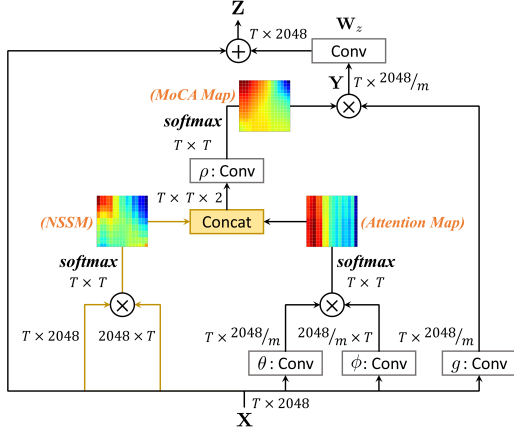 Z
T × 2048
W_z
+
Conv
Y
T × 2048/m
(MoCA Map)
×
softmax
T × T
ρ: Conv
T × T × 2
(NSSM)
Concat
(Attention Map)
softmax
T × T
softmax
T × T
×
×
T × 2048
2048 × T
T × 2048/m
2048/m × T
T × 2048/m
θ: Conv
ϕ: Conv
g: Conv
X
T × 2048